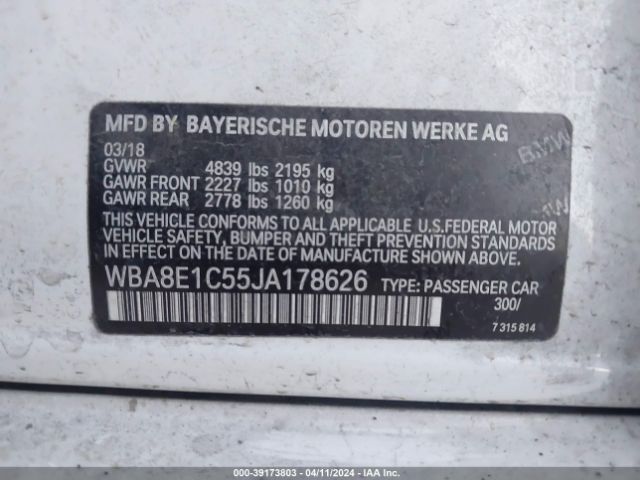 MFD BY BAYERISCHE MOTOREN WERKE AG
BMW
03/18
GVWR 4839 lbs 2195 kg
GAWR FRONT 2227 lbs 1010 kg
GAWR REAR 2778 lbs 1260 kg
THIS VEHICLE CONFORMS TO ALL APPLICABLE U.S.FEDERAL MOTOR
VEHICLE SAFETY, BUMPER AND THEFT PREVENTION STANDARDS
IN EFFECT ON THE DATE OF MANUFACTURE SHOWN ABOVE.
WBA8E1C55JA178626 TYPE: PASSENGER CAR
300/
7 315 814
000-39173803 - 04/11/2024 - IAA Inc.